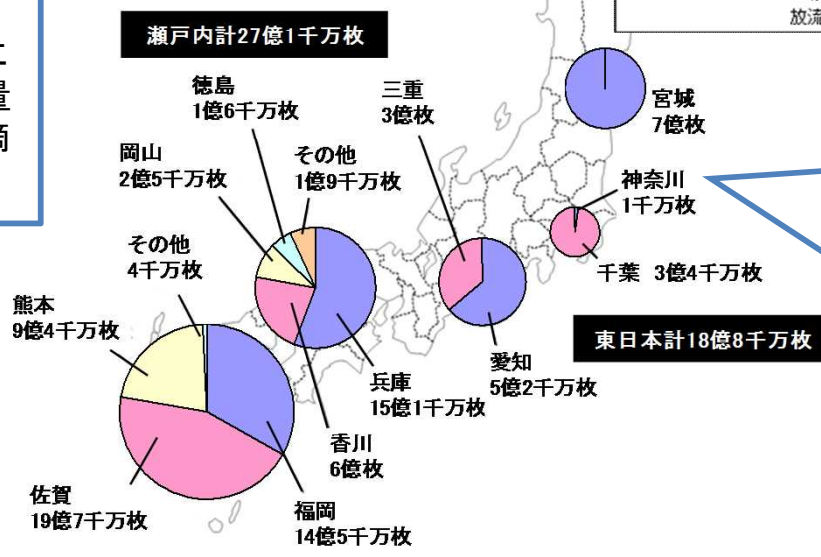 放流
瀬戸内計27億1千万枚
量
徳島
1億6千万枚
三重
3億枚
宮城
7億枚
岡山
2億5千万枚
その他
1億9千万枚
神奈川
1千万枚
その他
4千万枚
千葉 3億4千万枚
熊本
9億4千万枚
東日本計18億8千万枚
愛知
5億2千万枚
兵庫
15億1千万枚
香川
6億枚
佐賀
19億7千万枚
福岡
14億5千万枚